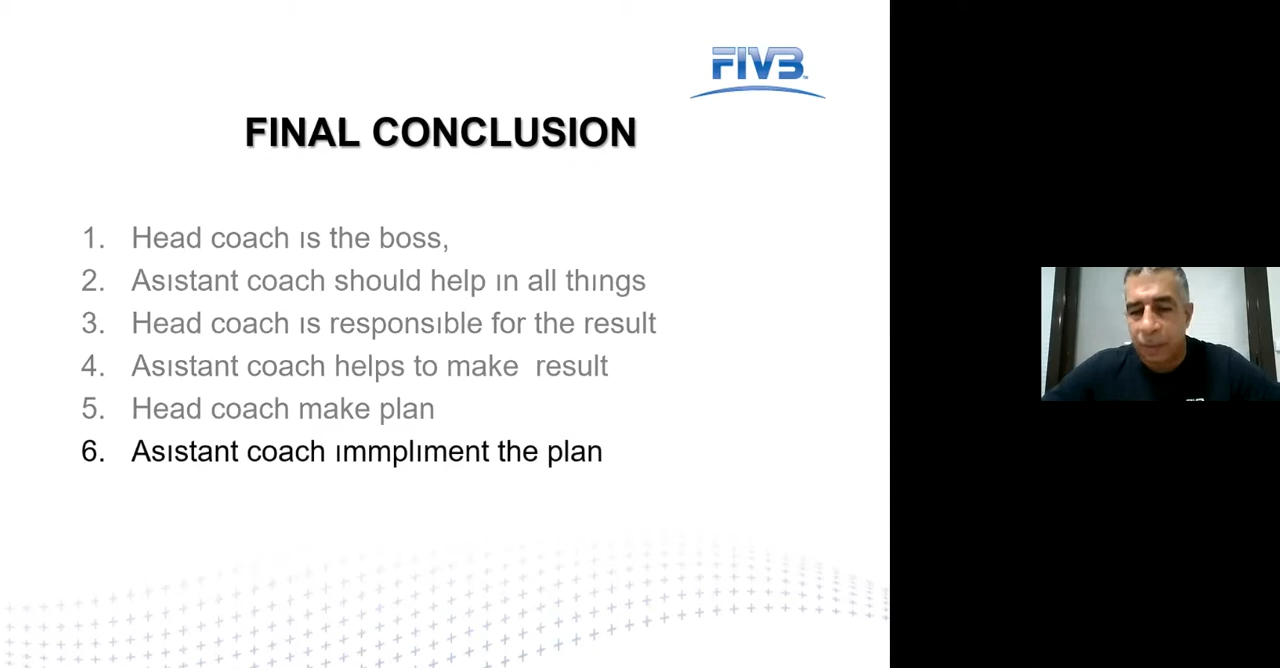 FIVB
FINAL CONCLUSION
1. Head coach ıs the boss,
2. Asıstant coach should help ın all thıngs
3. Head coach ıs responsıble for the result
4. Asıstant coach helps to make  result
5. Head coach make plan
6. Asıstant coach ımmplıment the plan